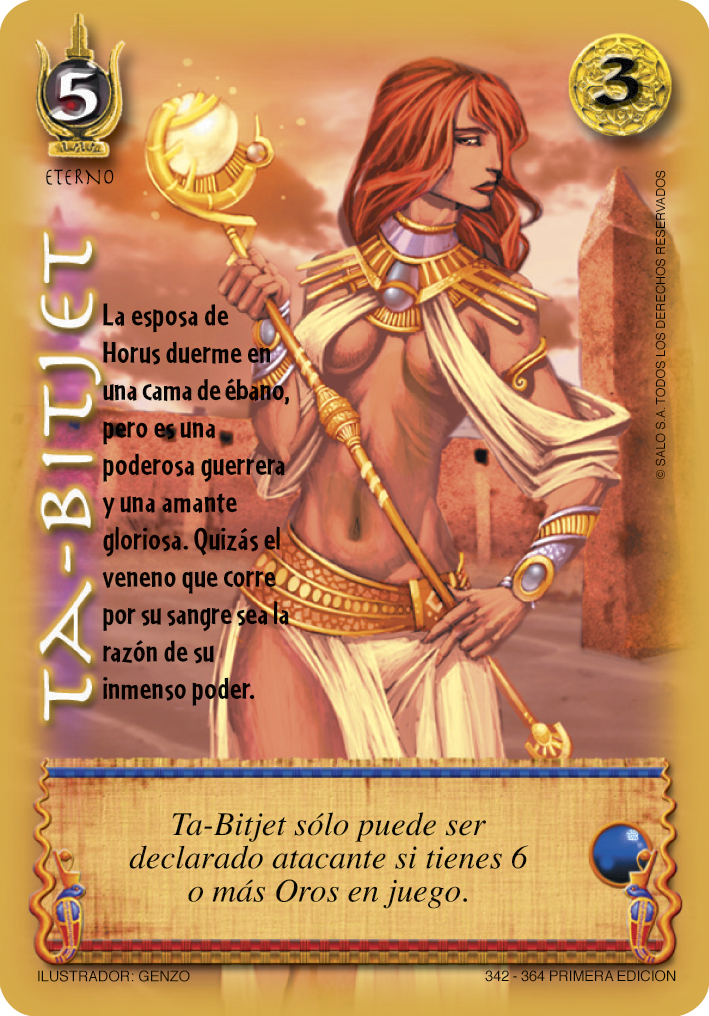 5
3
ETERNO
TA-BITJET
La esposa de
Horus duerme en
una cama de ébano,
pero es una
poderosa guerrera
y una amante
gloriosa. Quizás el
veneno que corre
por su sangre sea la
razón de su
inmenso poder.
© SALO S.A. TODOS LOS DERECHOS RESERVADOS
Ta-Bitjet sólo puede ser
declarado atacante si tienes 6
o más Oros en juego.
ILUSTRADOR: GENZO
342 - 364 PRIMERA EDICION